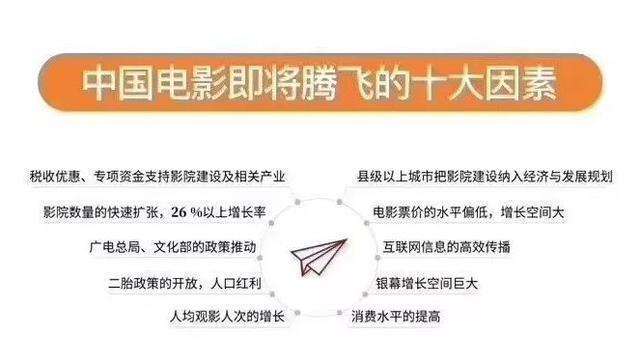 中国电影即将腾飞的十大因素
税收优惠、专项资金支持影院建设及相关产业
影院数量的快速扩张，26 %以上增长率
广电总局、文化部的政策推动
二胎政策的开放，人口红利
人均观影人次的增长
县级以上城市把影院建设纳入经济与发展规划
电影票价的水平偏低，增长空间大
互联网信息的高效传播
银幕增长空间巨大
消费水平的提高